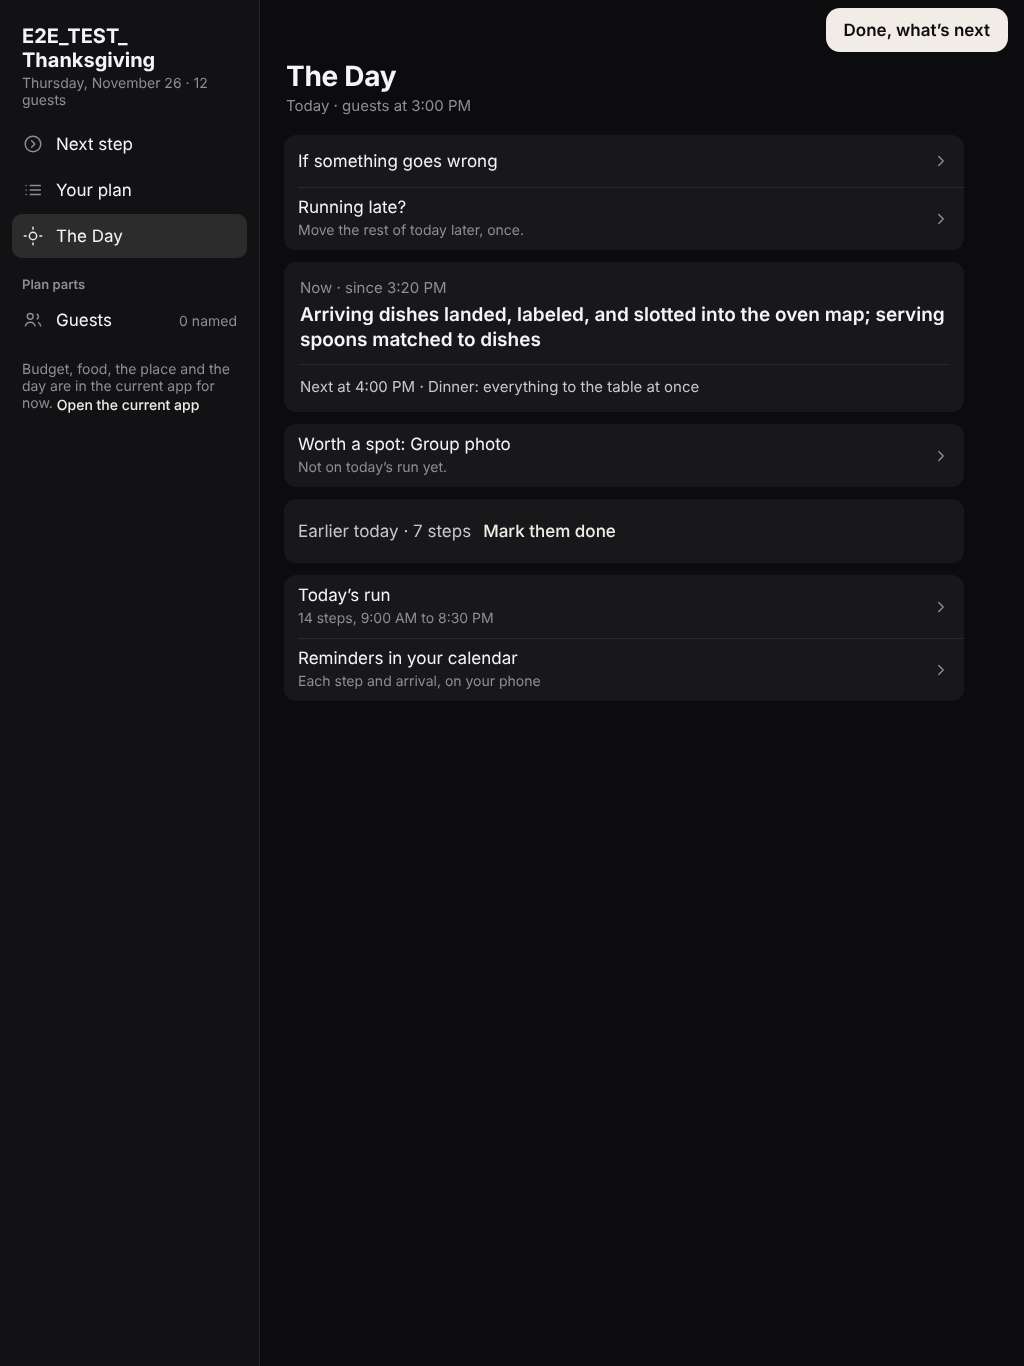 E2E_TEST_
Thanksgiving
Thursday, November 26 · 12
guests
Next step
Your plan
The Day
Plan parts
Guests 0 named
Budget, food, the place and the
day are in the current app for
now. Open the current app
Done, what’s next
The Day
Today · guests at 3:00 PM
If something goes wrong
Running late?
Move the rest of today later, once.
Now · since 3:20 PM
Arriving dishes landed, labeled, and slotted into the oven map; serving
spoons matched to dishes
Next at 4:00 PM · Dinner: everything to the table at once
Worth a spot: Group photo
Not on today’s run yet.
Earlier today · 7 steps Mark them done
Today’s run
14 steps, 9:00 AM to 8:30 PM
Reminders in your calendar
Each step and arrival, on your phone